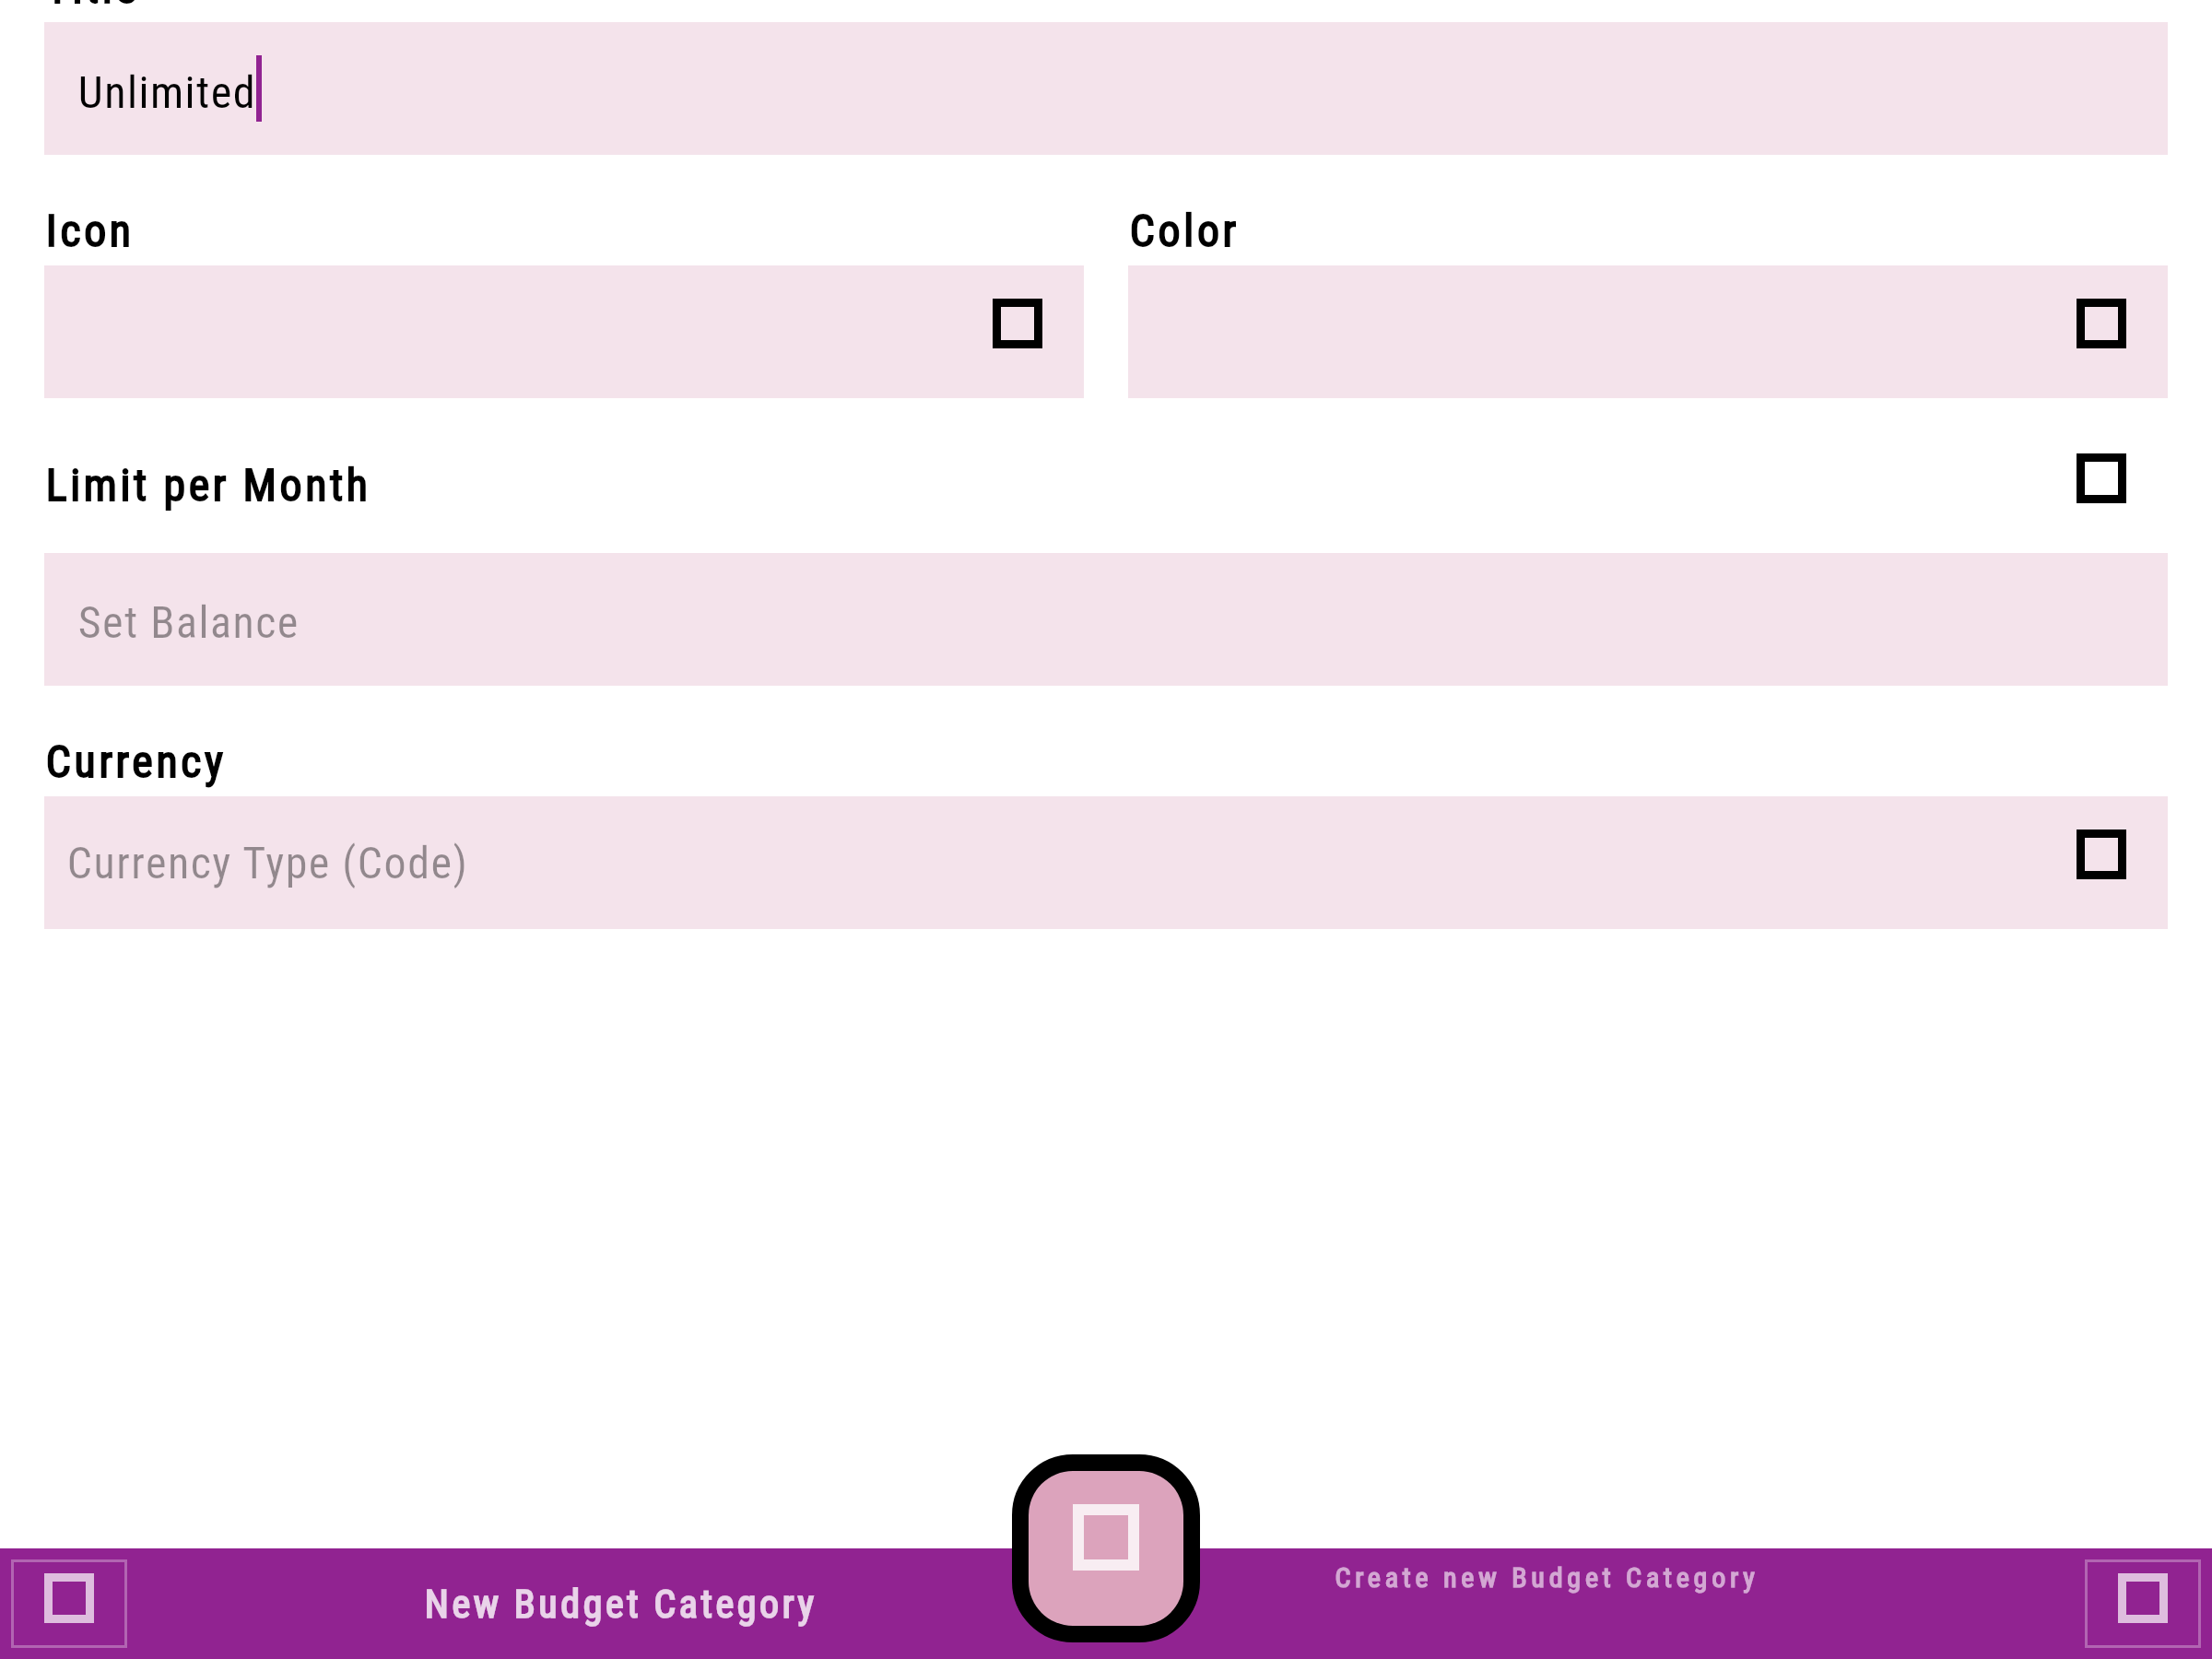 Title
Unlimited
Icon
Color
Limit per Month
Set Balance
Currency
Currency Type (Code)
New Budget Category
Create new Budget Category